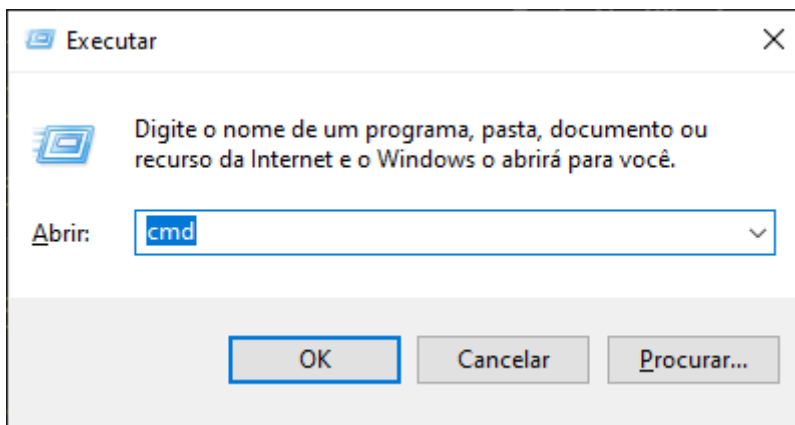 Executar
Digite o nome de um programa, pasta, documento ou
recurso da Internet e o Windows o abrirá para você.
Abrir:
cmd
OK
Cancelar
Procurar...